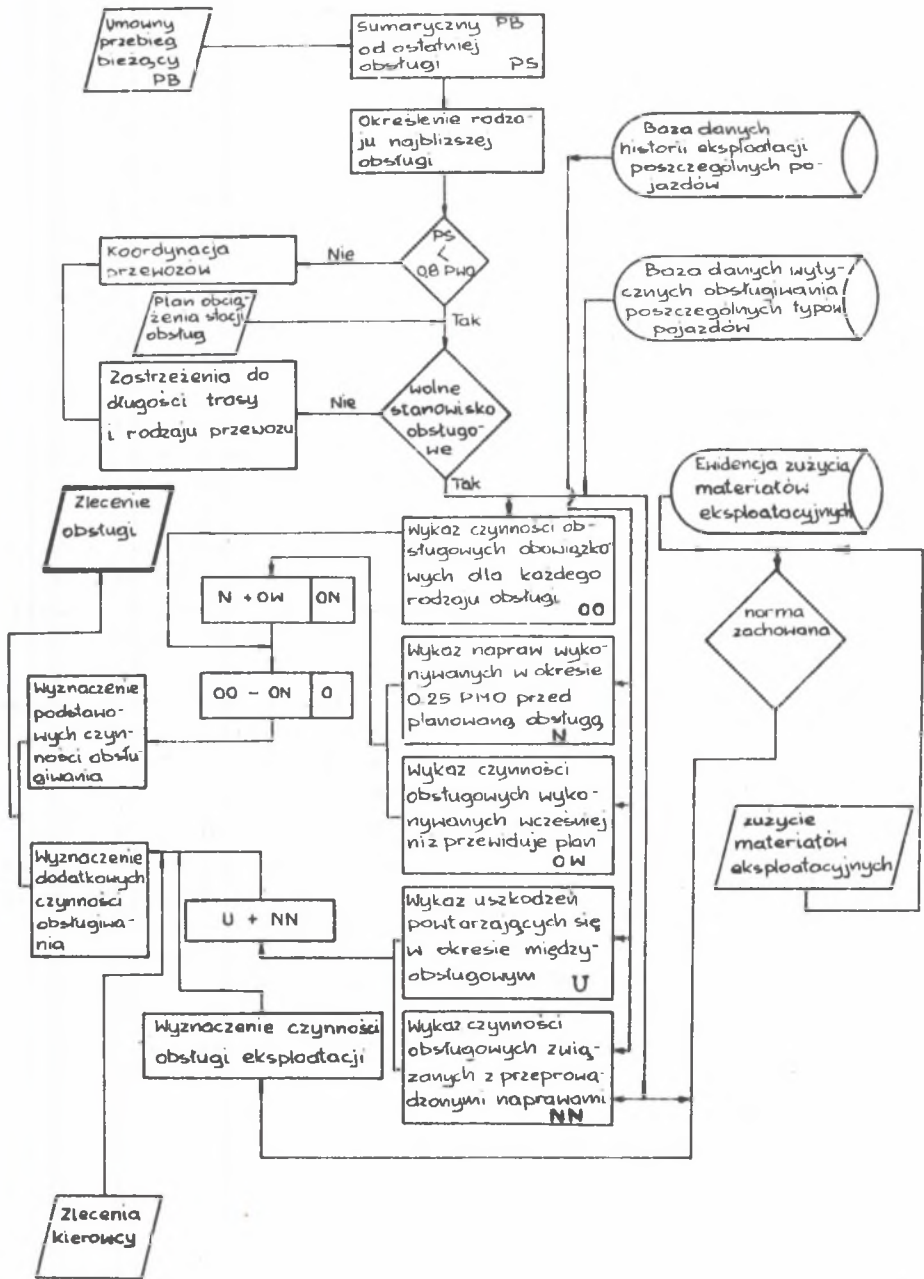 Umowny
przebieg
bieżący
PB
Sumaryczny PB
od ostatniej
obsługi PS
Określenie rodza-
ju najbliższej
obsługi
Baza danych
historii eksploatacji
poszczególnych po-
jazdów
PS
<
0,8 PWO
Nie
Koordynacja
przewozów
Plan obcią-
żenia stacji
obsług
Tak
Baza danych wyty-
cznych obsługiwania
poszczególnych typów
pojazdów
Zastrzeżenia do
długości trasy
i rodzaju przewozu
Nie
wolne
stanowisko
obsługo-
we
Tak
Ewidencja zużycia
materiałów
eksploatacyjnych
Zlecenie
obsługi
Wykaz czynności ob-
sługowych obowiązko-
wych dla każdego
rodzaju obsługi
OO
N + OW ON
norma
zachowana
Wykaz napraw wyko-
nywanych w okresie
0.25 PMO przed
planowaną obsługą
N
OO - ON O
Wyznaczenie
podstawo-
wych czyn-
ności obsłu-
giwania
Wykaz czynności
obsługowych wyko-
nywanych wcześniej
niż przewiduje plan
OW
zużycie
materiałów
eksploatacyjnych
Wyznaczenie
dodatkowych
czynności
obsługiwa-
nia
U + NN
Wykaz uszkodzeń
powtarzających się
w okresie między-
obsługowym
U
Wyznaczenie czynności
obsługi eksploatacji
Wykaz czynności
obsługowych zwią-
zanych z przeprowa-
dzonymi naprawami
NN
Zlecenia
kierowcy